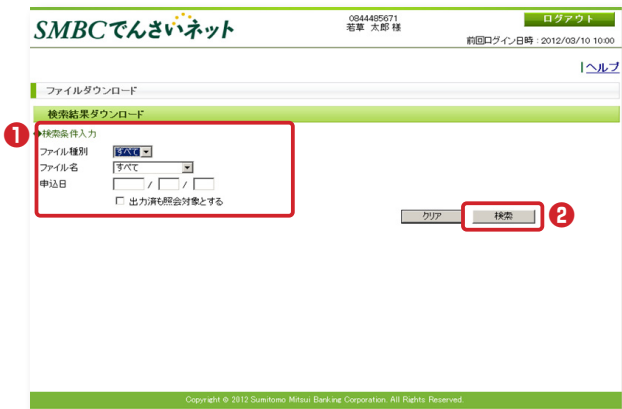 SMBCでんさいネット
0844485671
若草 太郎 様
ログアウト
前回ログイン日時：2012/03/10 10:00
|ヘルプ
ファイルダウンロード
検索結果ダウンロード
1
◆検索条件入力
ファイル種別 すべて
ファイル名 すべて
申込日 / /
出力済も照会対象とする
クリア 検索 2
Copyright © 2012 Sumitomo Mitsui Banking Corporation. All Rights Reserved.